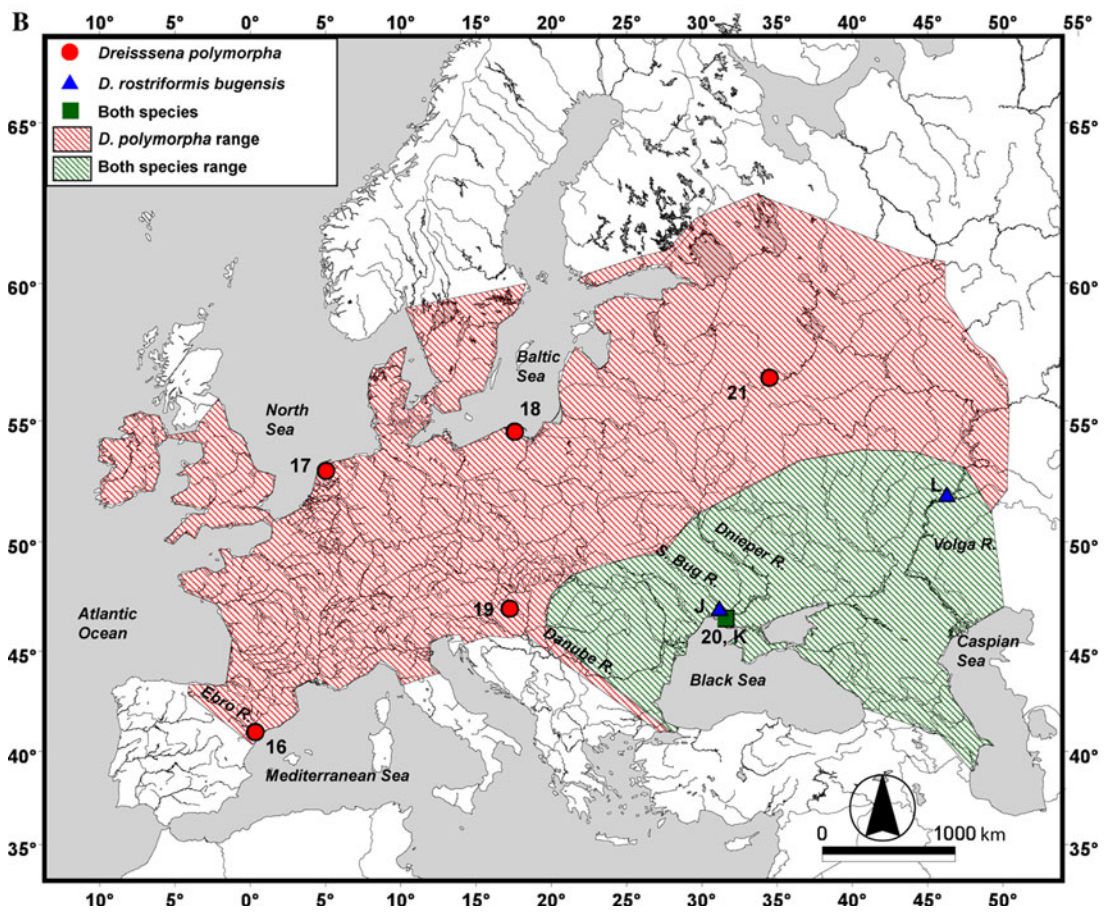 B
10° 5° 0° 5° 10° 15° 20° 25° 30° 35° 40° 45° 50° 55°
Dreisssena polymorpha
D. rostriformis bugensis
Both species
D. polymorpha range
Both species range
65° 65°
60° 60°
55° 55°
50° 50°
45° 45°
40° 40°
35° 35°
Baltic
Sea
North
Sea
18
21
17
L
Dnieper R.
Volga R.
S. Bug R.
Atlantic
Ocean
19
J
20, K
Danube R.
Caspian
Sea
Black Sea
Ebro R.
16
Mediterranean Sea
0 1000 km
10° 5° 0° 5° 10° 15° 20° 25° 30° 35° 40° 45° 50°